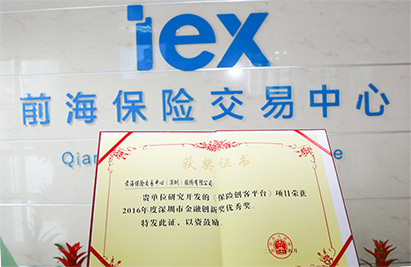 iex
前海保险交易中心
Qian
e
获奖证书
前海保险交易中心（深圳）股份有限公司
贵单位研究开发的《保险创客平台》项目荣获
2016年度深圳市金融创新奖优秀奖。
特发此证、以资鼓励。